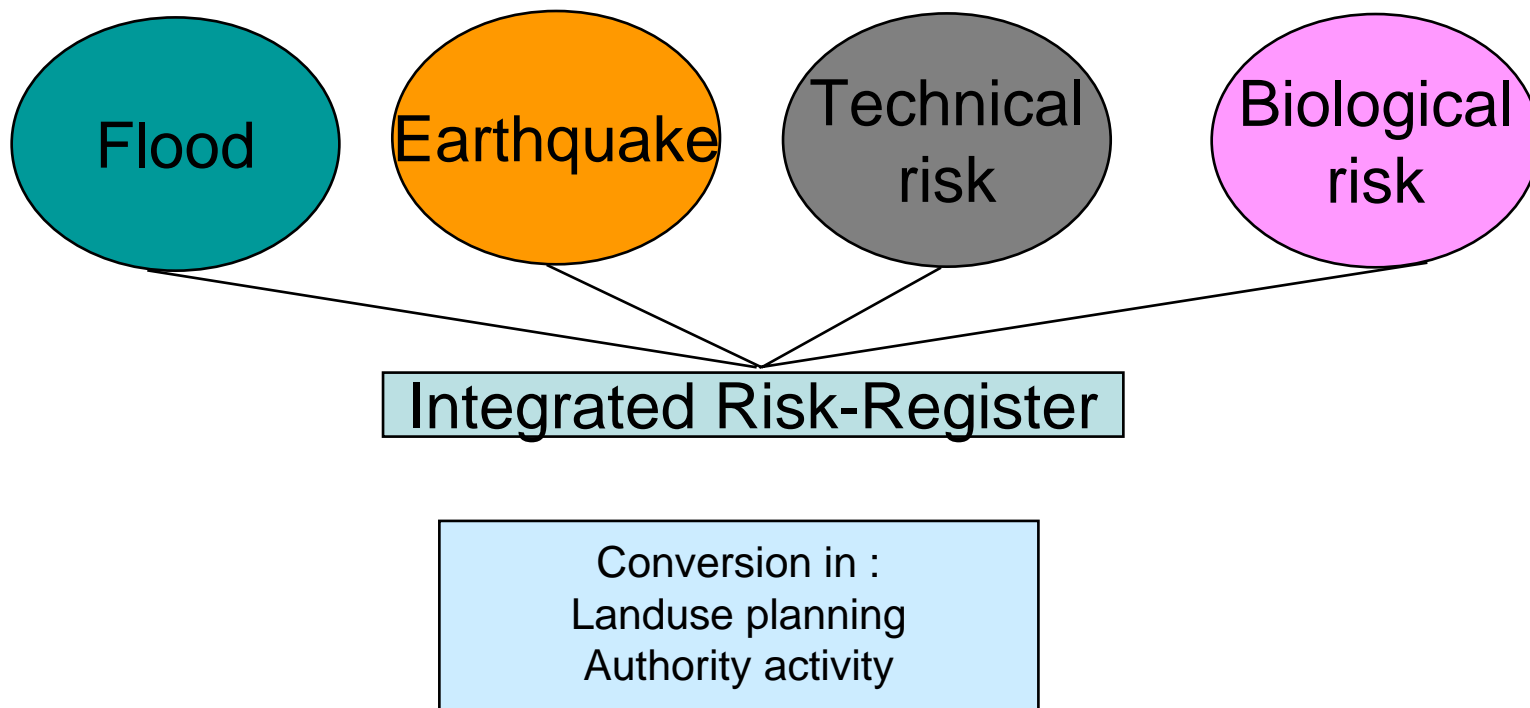 Flood
Earthquake
Technical
risk
Biological
risk
Integrated Risk-Register
Conversion in :
Landuse planning
Authority activity